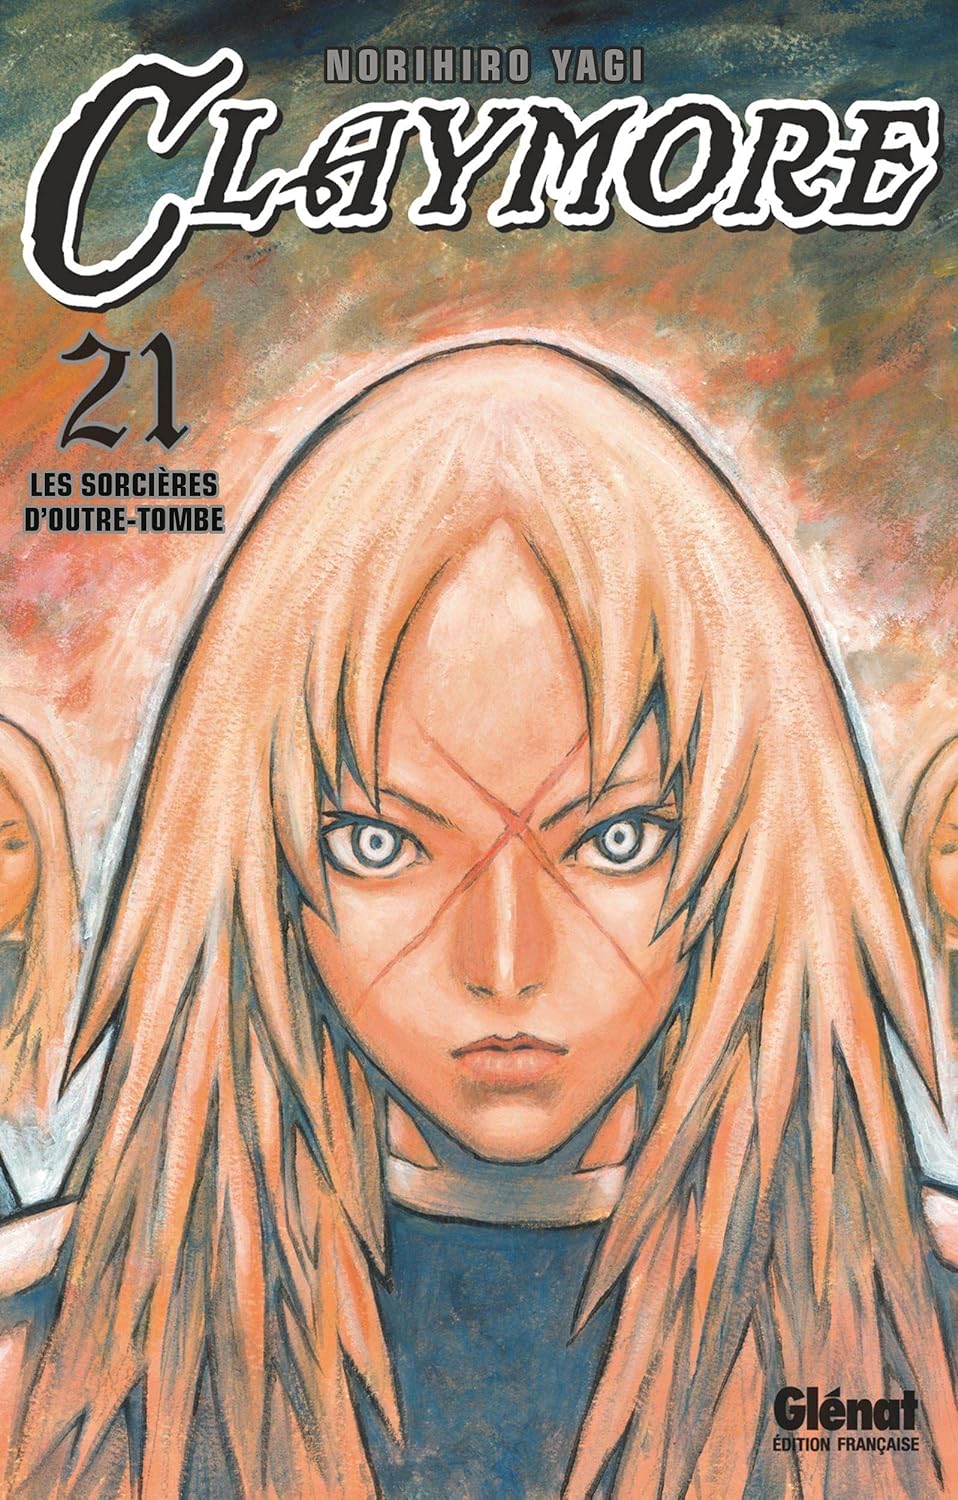 NORIHIRO YAGI
CLAYMORE
21
LES SORCIÈRES
D'OUTRE-TOMBE
Glénat
ÉDITION FRANÇAISE